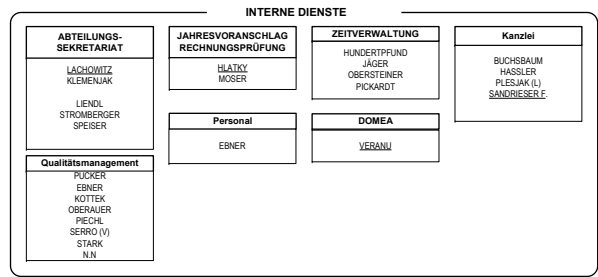 INTERNE DIENSTE
ABTEILUNGS-
SEKRETARIAT
LACHOWITZ
KLEMENJAK
LIENDL
STROMBERGER
SPEISER
JAHRESVORANSCHLAG
RECHNUNGSPRÜFUNG
HLATKY
MOSER
ZEITVERWALTUNG
HUNDERTPFUND
JÄGER
OBERSTEINER
PICKARDT
Kanzlei
BUCHSBAUM
HASSLER
PLESJAK (L)
SANDRIESER F.
Personal
EBNER
DOMEA
VERANU
Qualitätsmanagement
PUCKER
EBNER
KOTTEK
OBERAUER
PIECHL
SERRO (V)
STARK
N.N